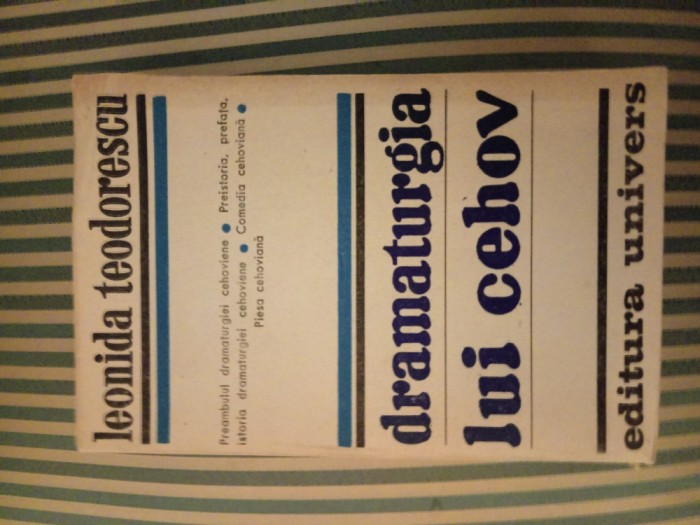 leonida teodorescu
Preambulul dramaturgiei cehoviene ● Preistoria, prefața,
istoria dramaturgiei cehoviene ● Comedia cehoviană ●
Piesa cehoviană
dramaturgia
lui cehov
editura univers